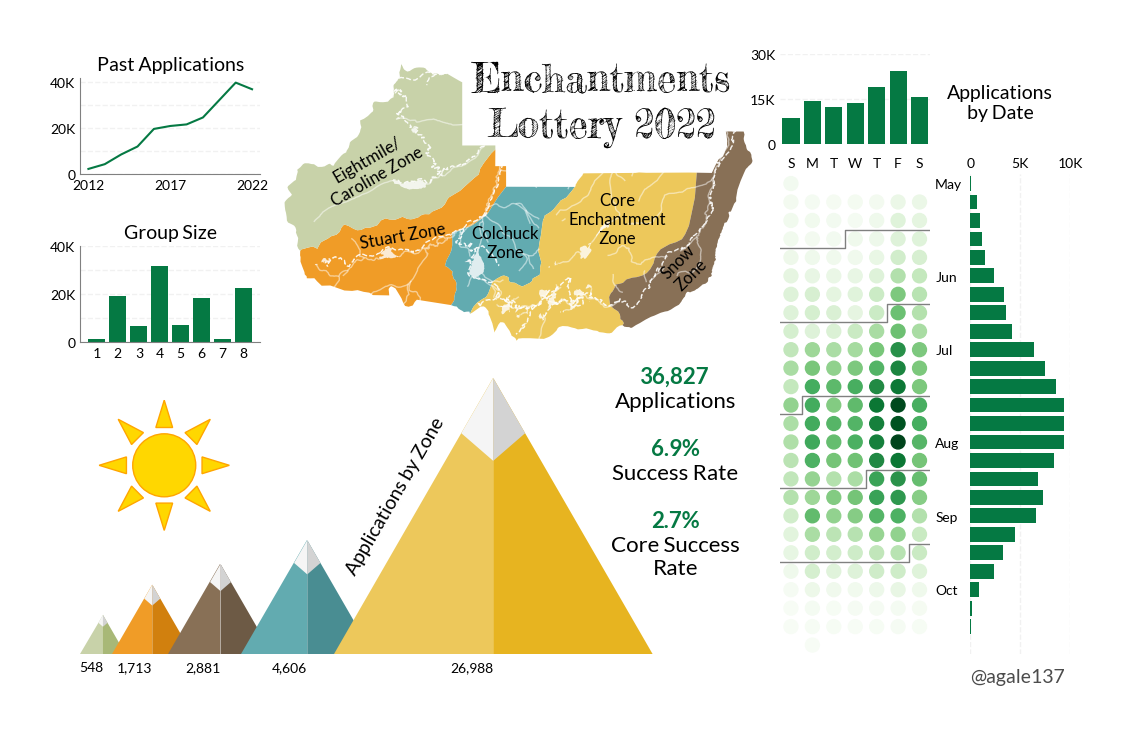 Past Applications
40K
20K
0
2012
2017
2022
Group Size
40K
20K
0
1
2
3
4
5
6
7
8
Enchantments
Lottery 2022
Eightmile/
Caroline Zone
Stuart Zone
Colchuck
Zone
Core
Enchantment
Zone
Snow
Zone
30K
15K
0
S
M
T
W
T
F
S
Applications
by Date
0
5K
10K
May
Jun
Jul
Aug
Sep
Oct
36,827
Applications
6.9%
Success Rate
2.7%
Core Success
Rate
Applications by Zone
548
1,713
2,881
4,606
26,988
@agale137